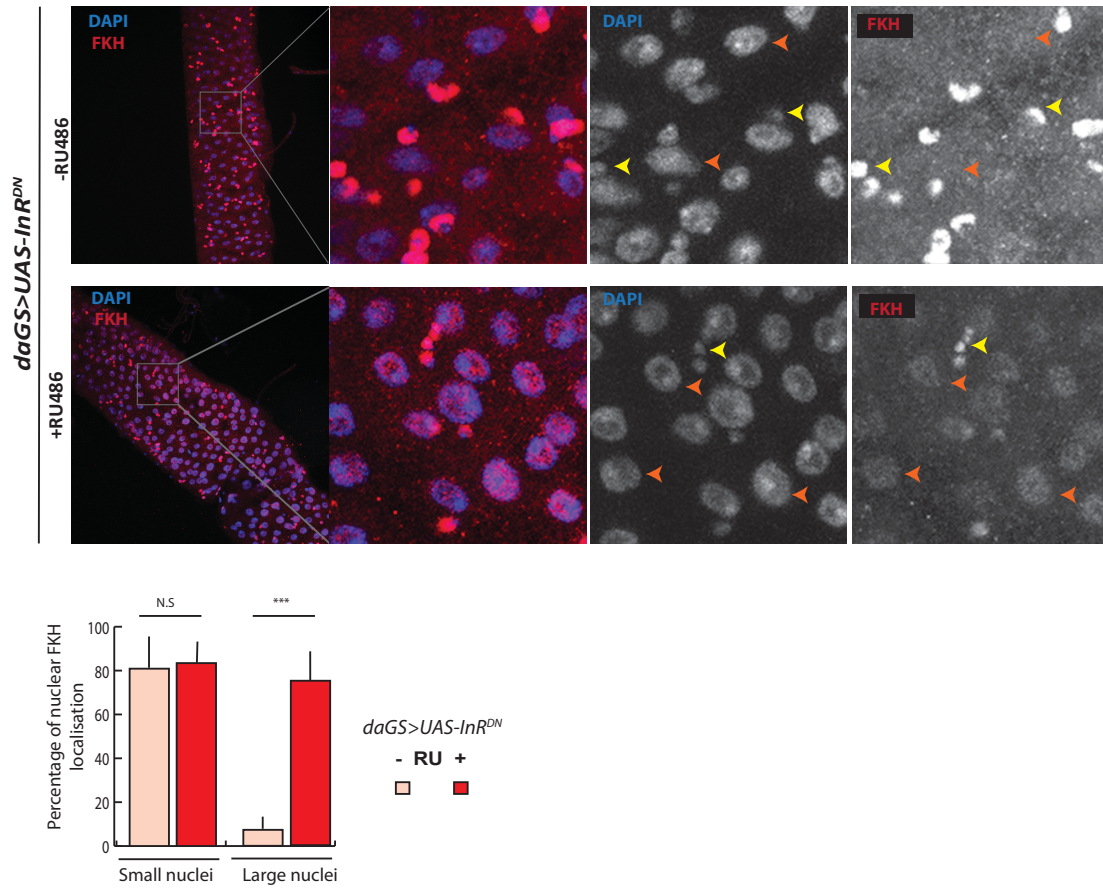 daGS>UAS-InR^DN
-RU486
DAPI
FKH
DAPI
FKH
+RU486
DAPI
FKH
DAPI
FKH
N.S
***
Percentage of nuclear FKH
localisation
100
80
60
40
20
0
Small nuclei
Large nuclei
daGS>UAS-InR^DN
- RU +